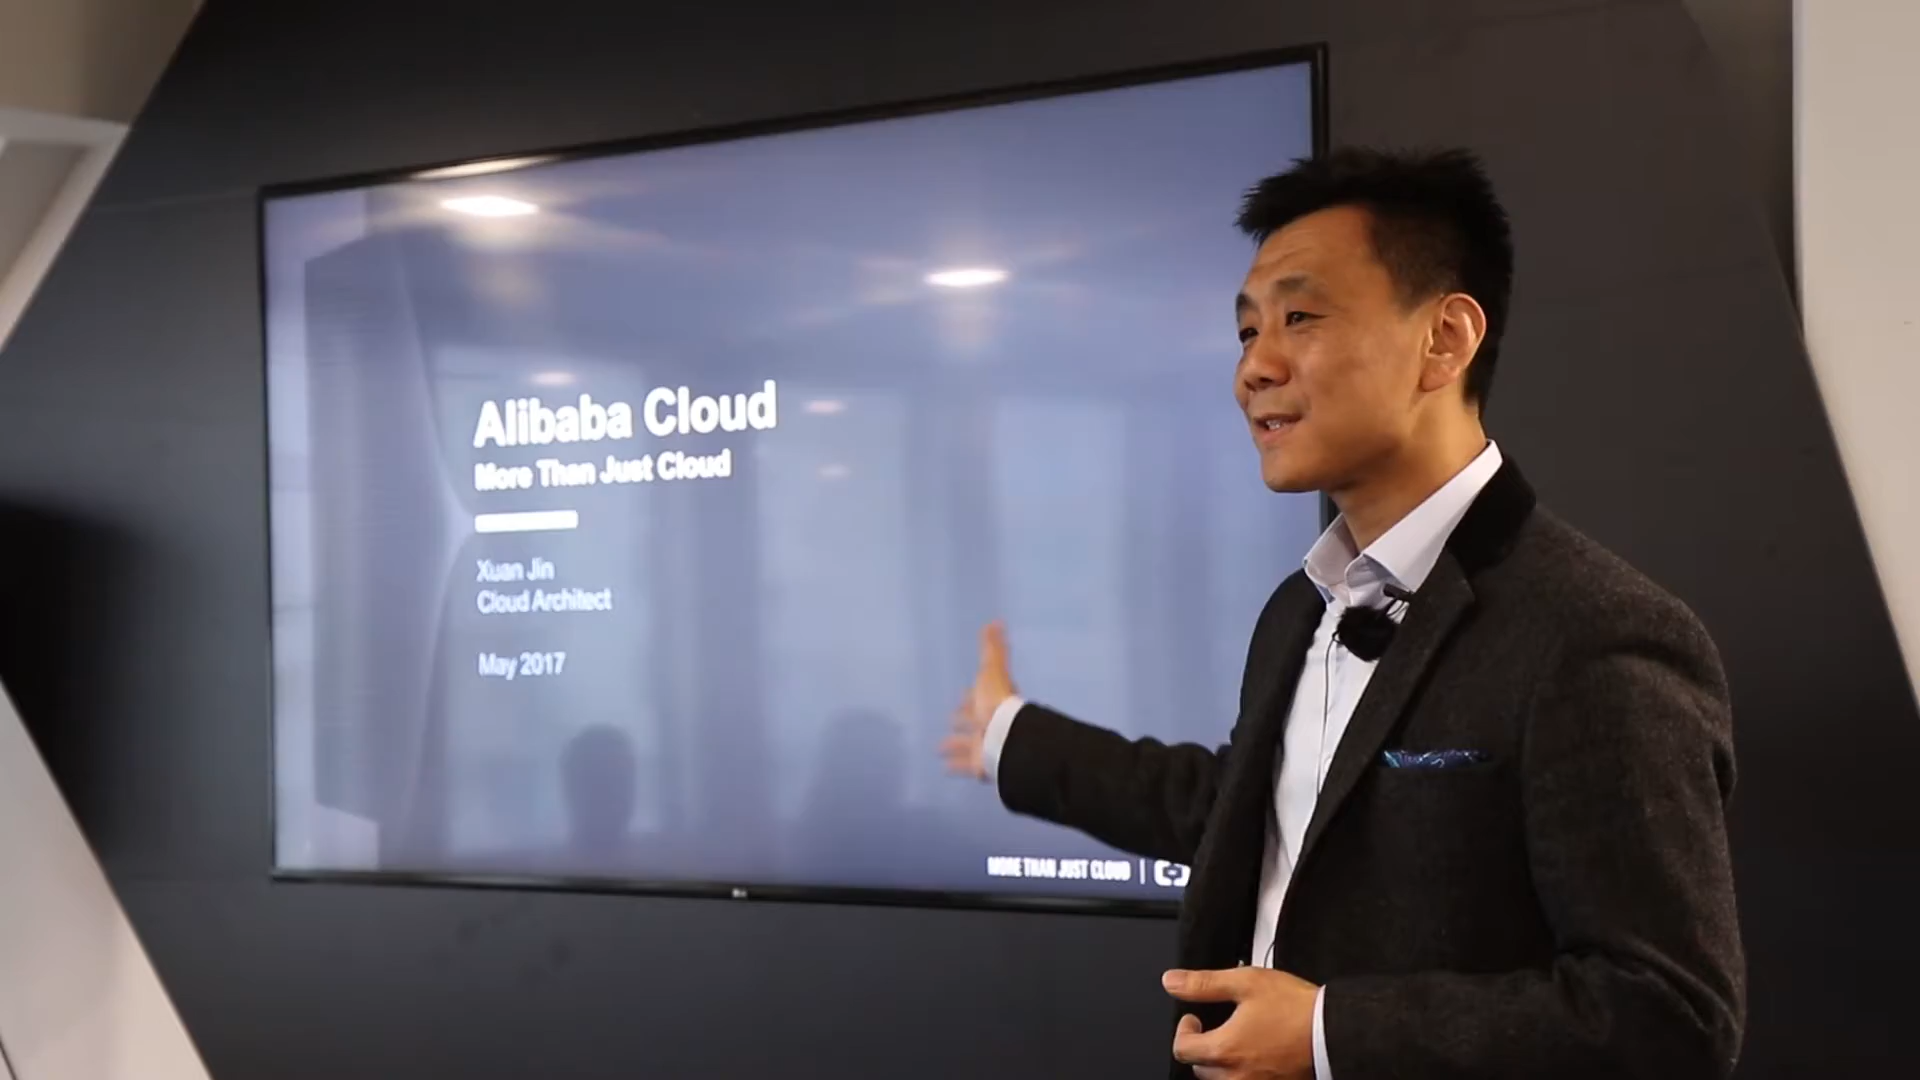 Alibaba Cloud
More Than Just Cloud
Xuan Jin
Cloud Architect
May 2017
MORE THAN JUST CLOUD |